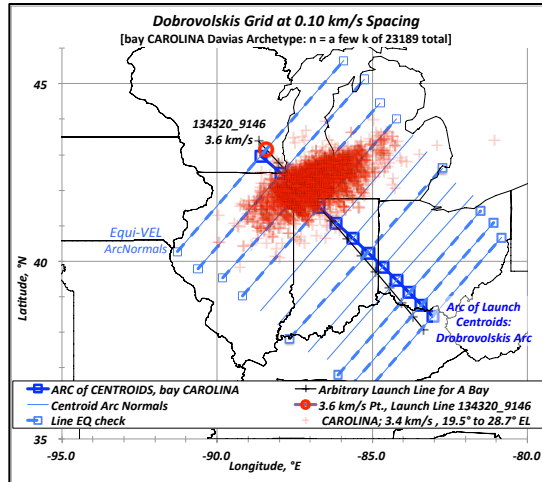 Dobrovolskis Grid at 0.10 km/s Spacing
[bay CAROLINA Davias Archetype: n = a few k of 23189 total]
45
134320_9146
3.6 km/s
Equi-VEL
ArcNormals
40
Latitude, °N
Arc of Launch
Centroids:
Drobrovolskis Arc
ARC of CENTROIDS, bay CAROLINA
Arbitrary Launch Line for A Bay
Centroid Arc Normals
3.6 km/s Pt., Launch Line 134320_9146
Line EQ check
CAROLINA; 3.4 km/s , 19.5° to 28.7° EL
35
-95.0 -90.0 -85.0 -80.0
Longitude, °E